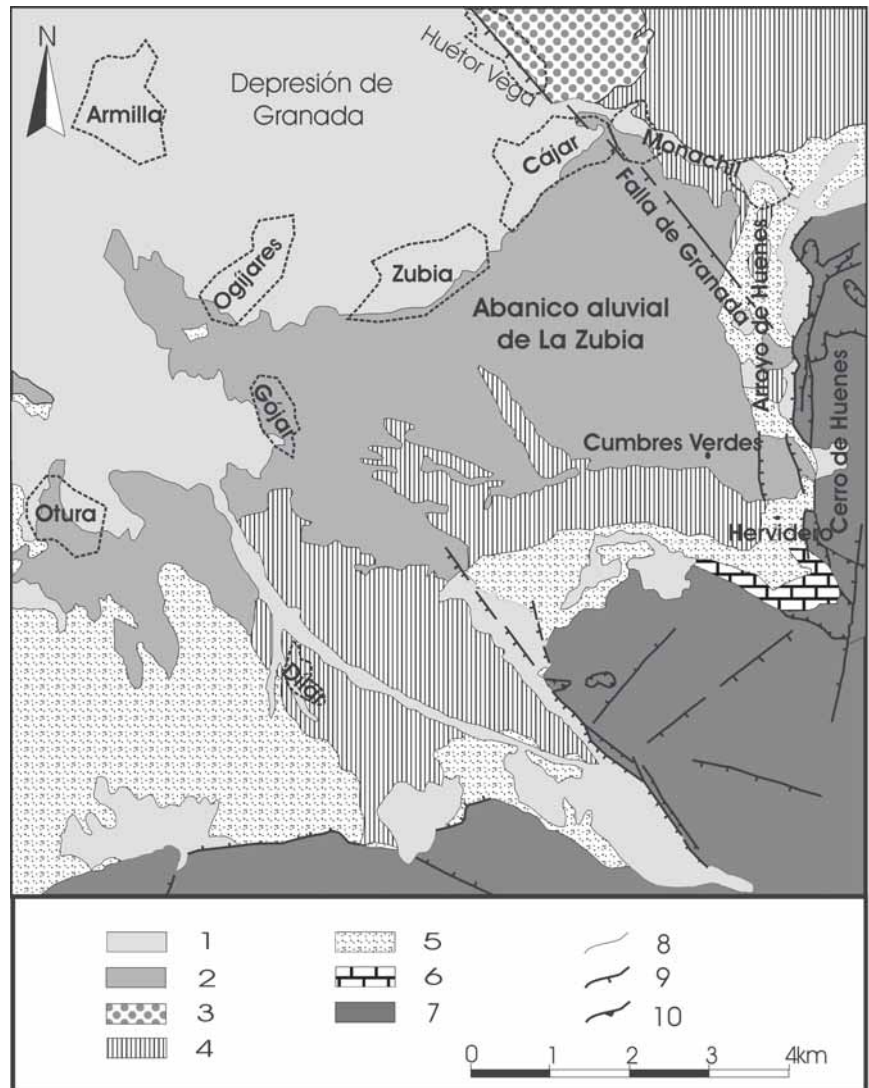 N
Huétor Vega
Armilla
Depresión de
Granada
Cájar
Monachil
Falla de Granada
Ogíjares
Zubia
Arroyo de Huenes
Abanico aluvial
de La Zubia
Gójar
Cumbres Verdes
Cerro de Huenes
Otura
Hervidero
Dílar
1
5
8
2
6
9
3
7
10
4
0 1 2 3 4km